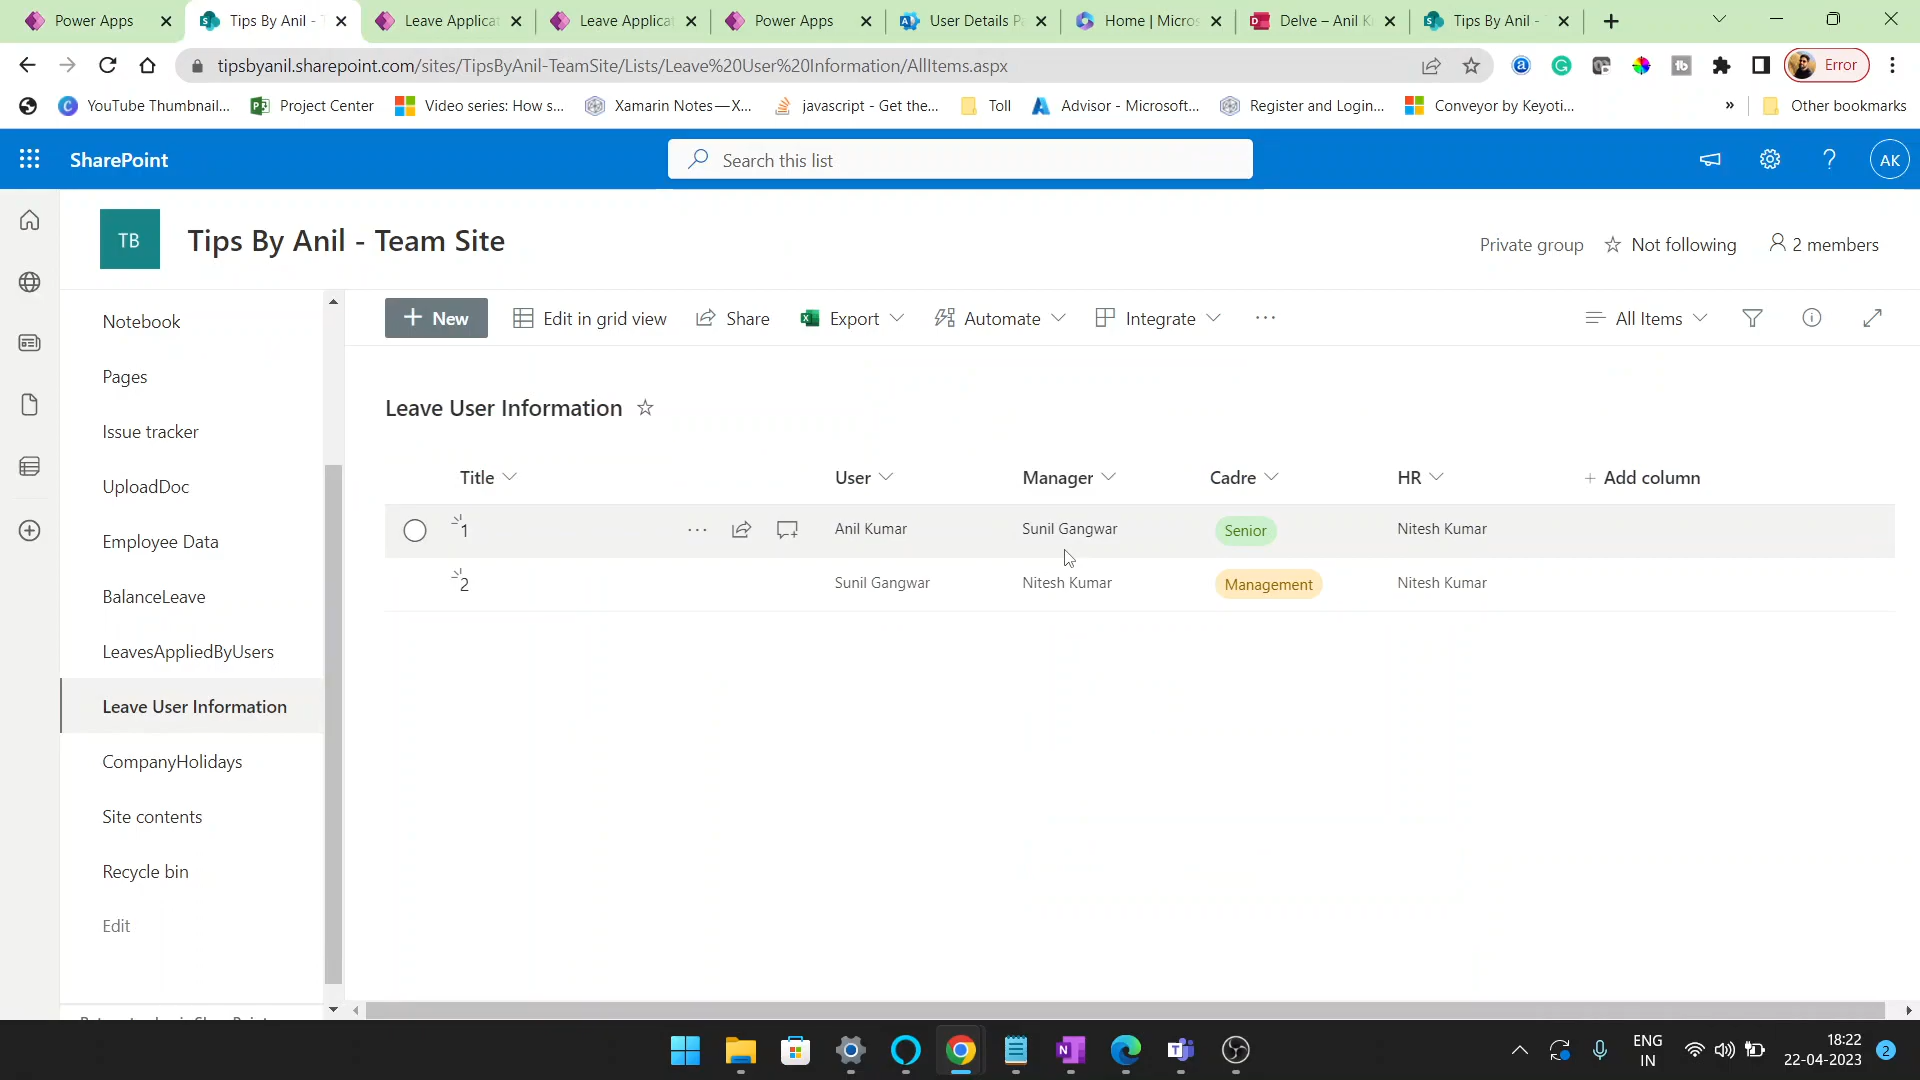 Power Apps
Tips By Anil -
Leave Applicat
Leave Applicat
Power Apps
User Details P
Home | Micros
Delve – Anil K
Tips By Anil -
tipsbyanil.sharepoint.com/sites/TipsByAnil-TeamSite/Lists/Leave%20User%20Information/AllItems.aspx
Error
YouTube Thumbnail...
Project Center
Video series: How s...
Xamarin Notes—X...
javascript - Get the...
Toll
Advisor - Microsoft...
Register and Login...
Conveyor by Keyoti...
»
Other bookmarks
SharePoint
Search this list
?
AK
TB
Tips By Anil - Team Site
Private group
Not following
2 members
+ New
Edit in grid view
Share
Export
Automate
Integrate
...
All Items
Notebook
Pages
Issue tracker
UploadDoc
Employee Data
BalanceLeave
LeavesAppliedByUsers
Leave User Information
CompanyHolidays
Site contents
Recycle bin
Edit
Leave User Information
Title User Manager Cadre HR + Add column
1 ... Anil Kumar Sunil Gangwar Senior Nitesh Kumar
2 Sunil Gangwar Nitesh Kumar Management Nitesh Kumar
ENG
IN
18:22
22-04-2023
2